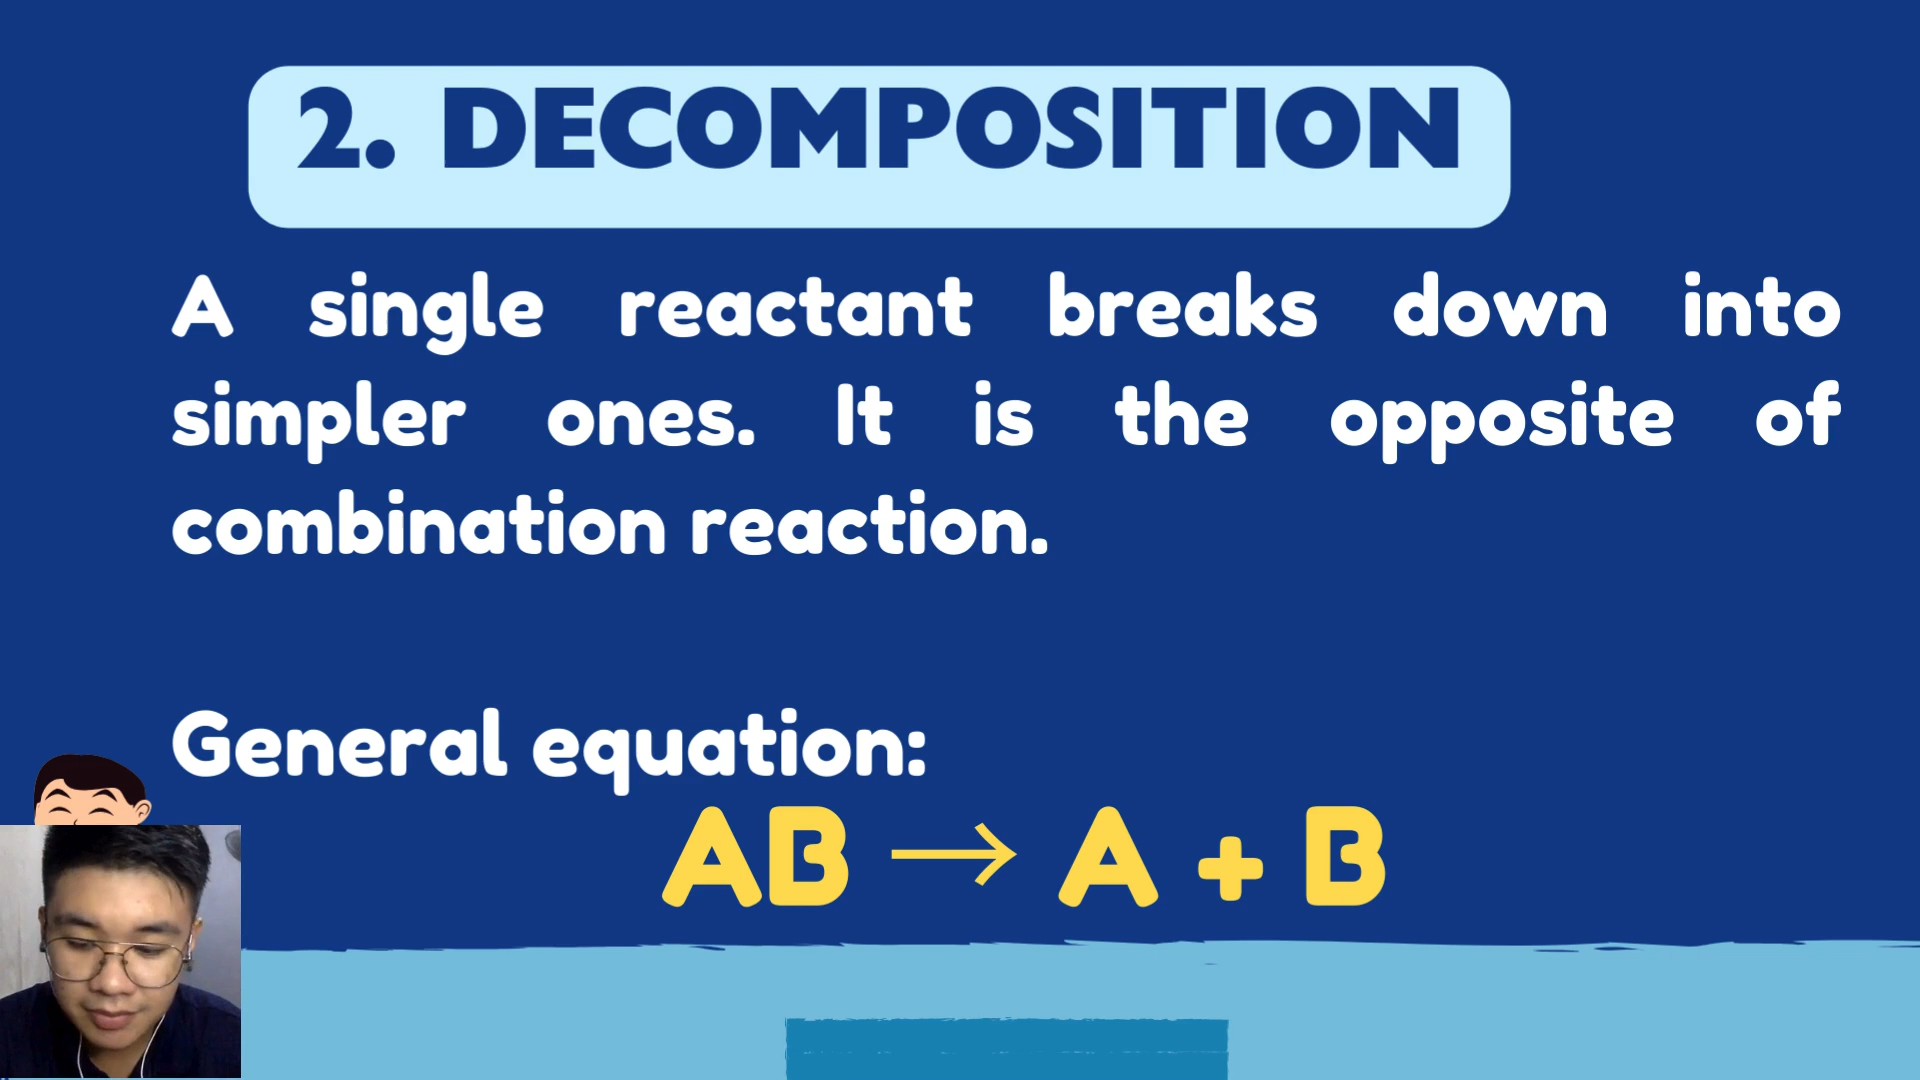 2. DECOMPOSITION
A single reactant breaks down into
simpler ones. It is the opposite of
combination reaction.
General equation:
AB → A + B